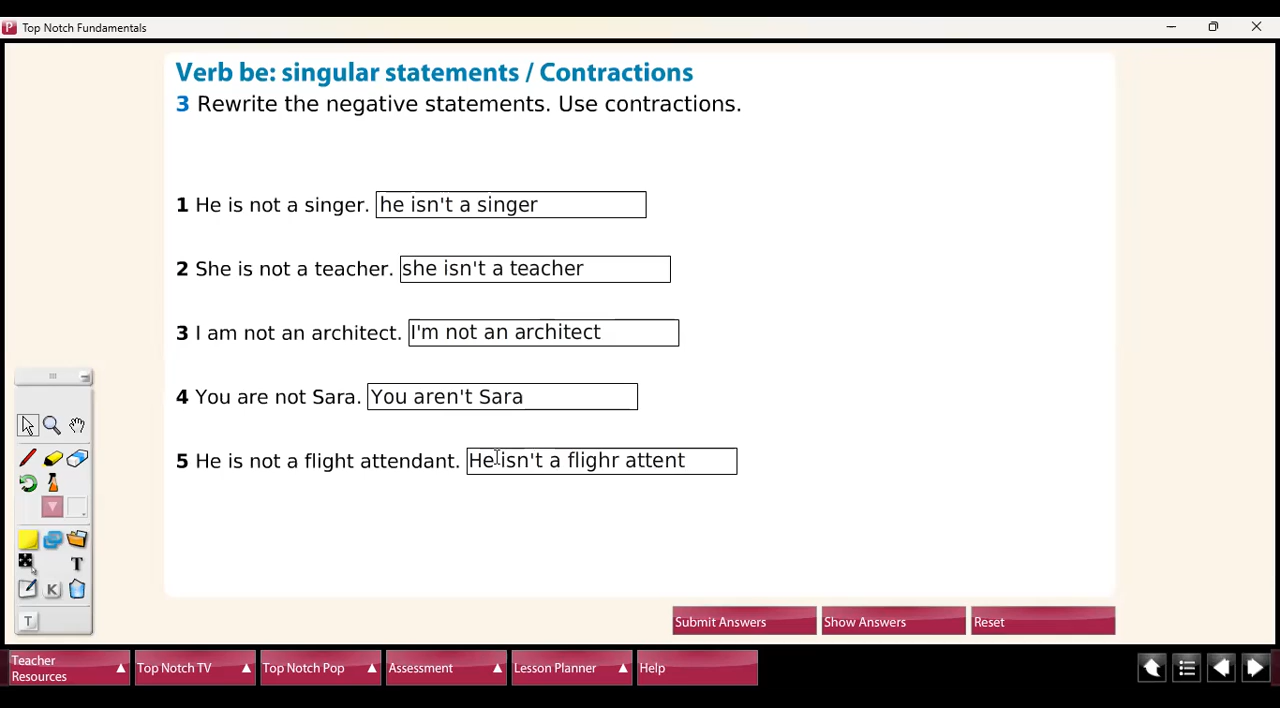 Top Notch Fundamentals
Verb be: singular statements / Contractions
3 Rewrite the negative statements. Use contractions.
1 He is not a singer. he isn't a singer
2 She is not a teacher. she isn't a teacher
3 I am not an architect. I'm not an architect
4 You are not Sara. You aren't Sara
5 He is not a flight attendant. He isn't a flighr attent
T
K
T
Submit Answers Show Answers Reset
Teacher Resources Top Notch TV Top Notch Pop Assessment Lesson Planner Help